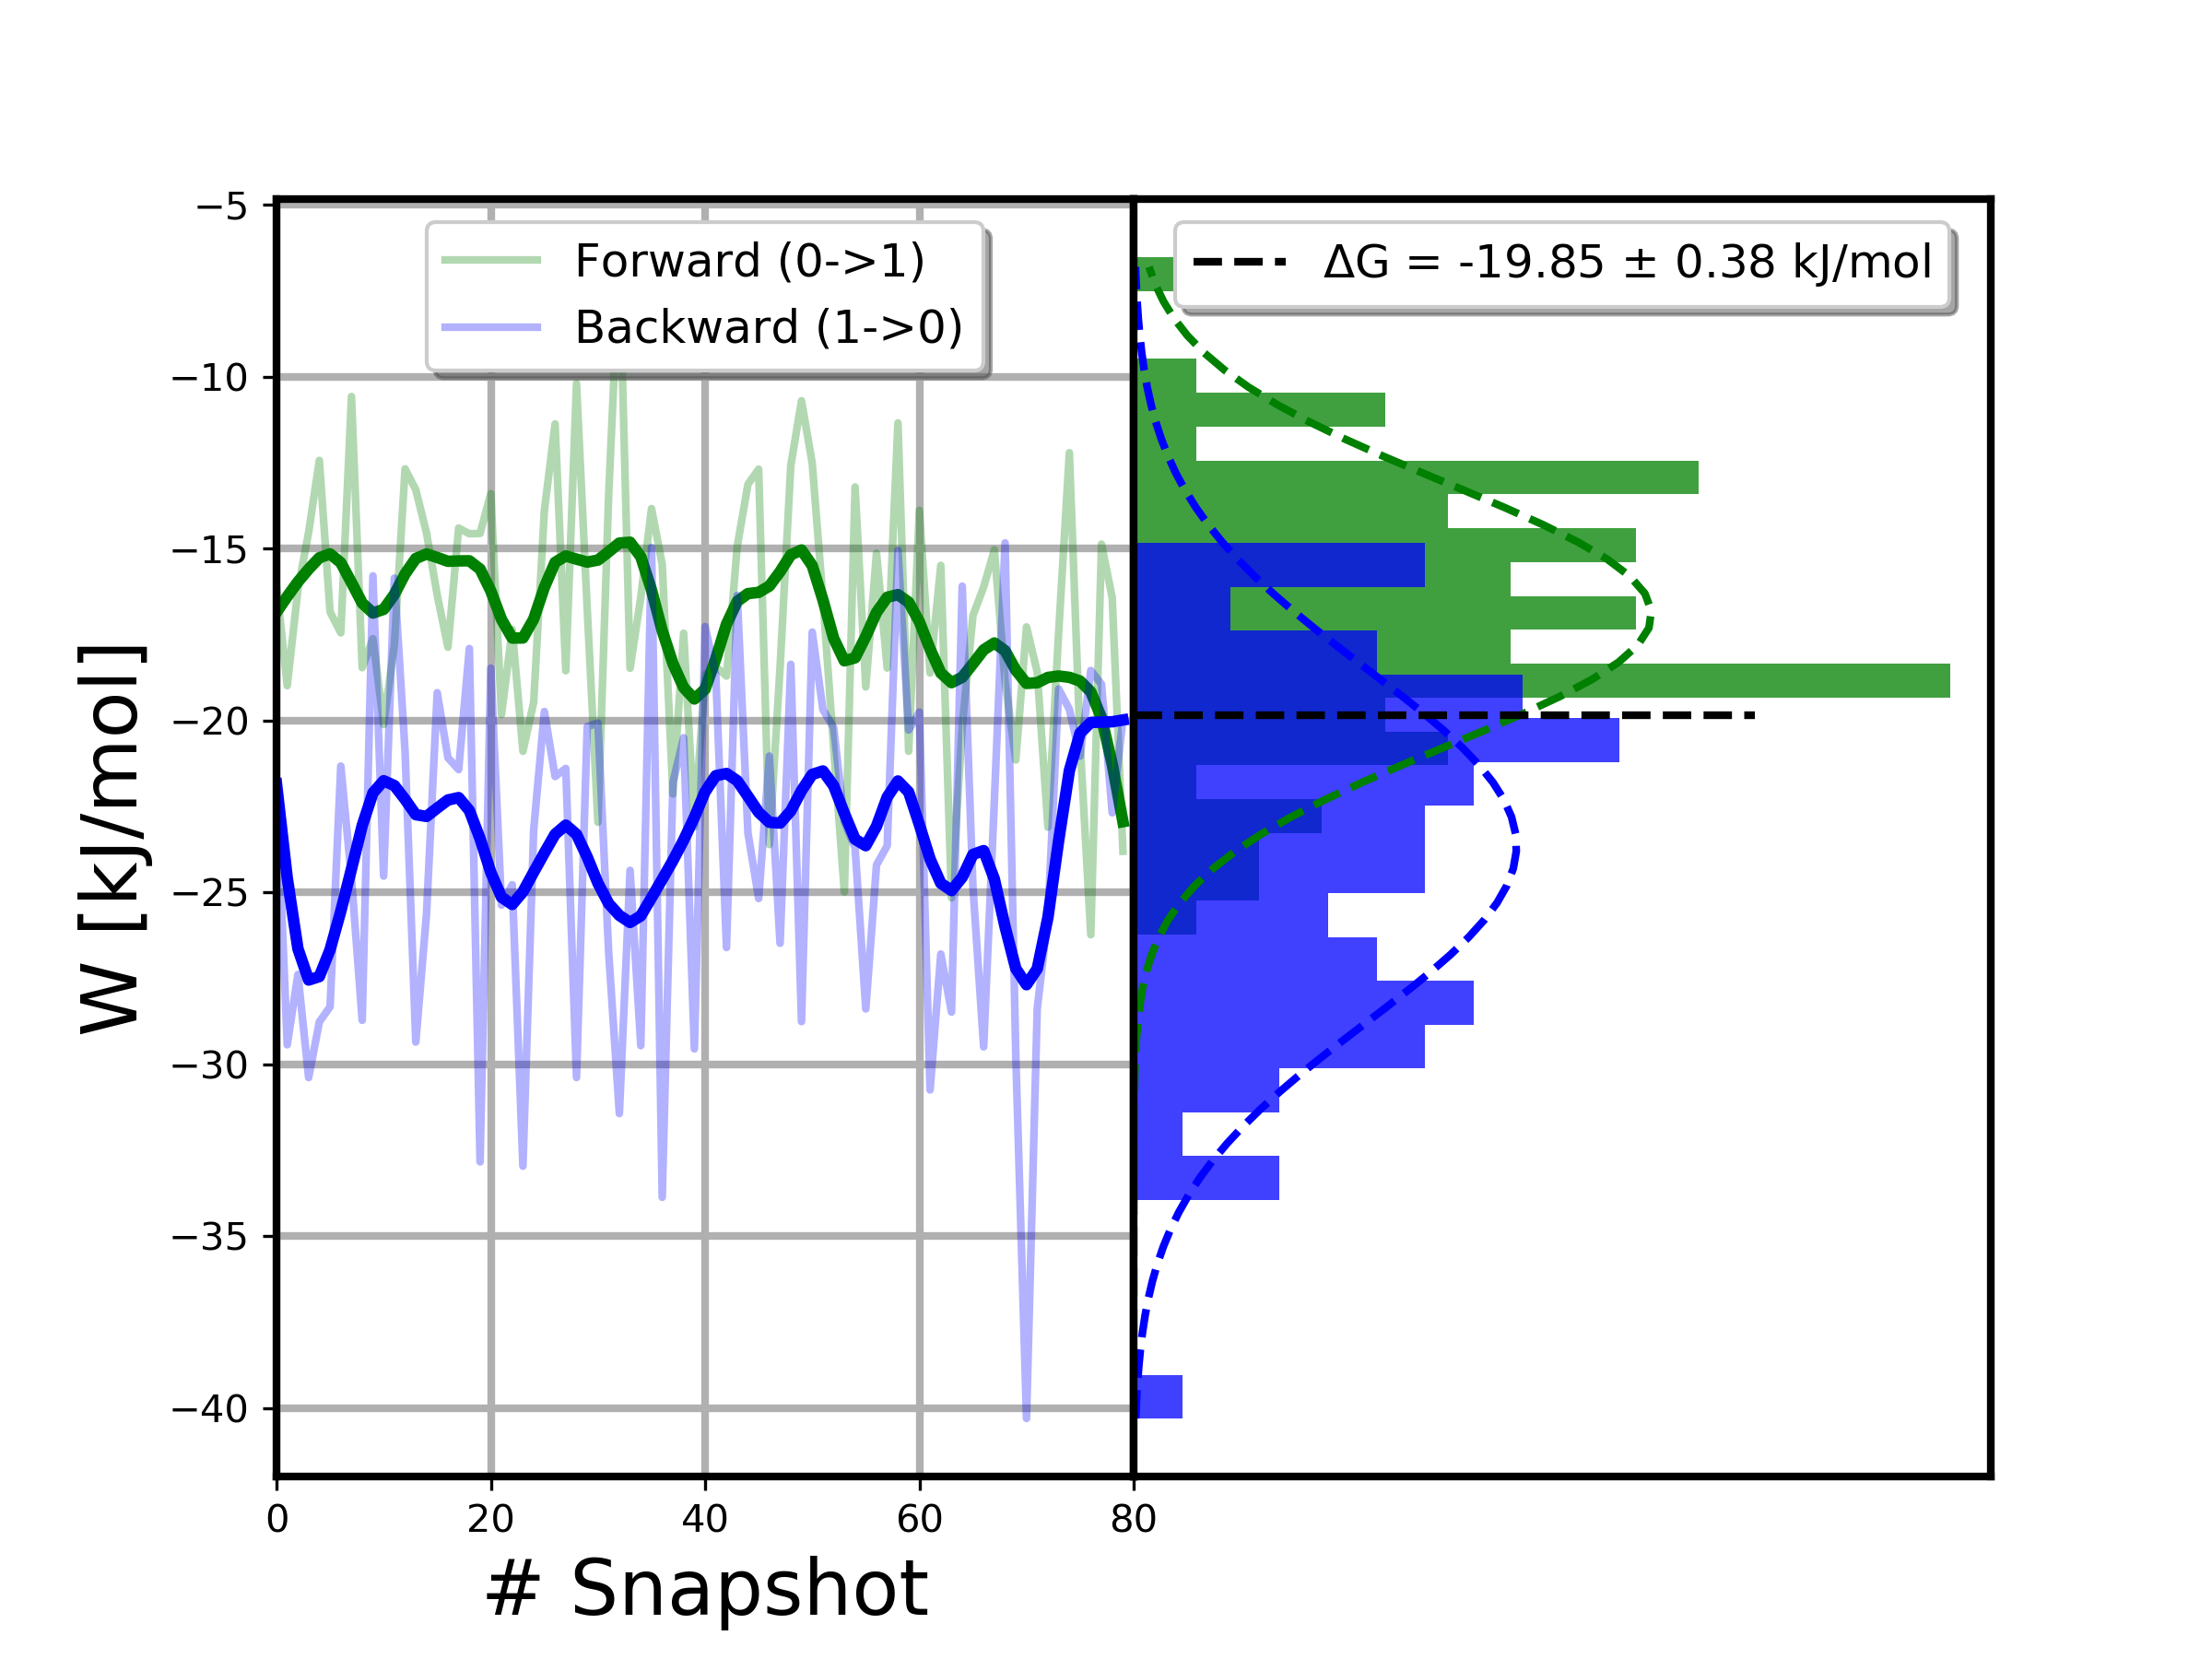 Forward (0->1)
Backward (1->0)
ΔG = -19.85 ± 0.38 kJ/mol
W [kJ/mol]
−5
−10
−15
−20
−25
−30
−35
−40
0 20 40 60 80
# Snapshot